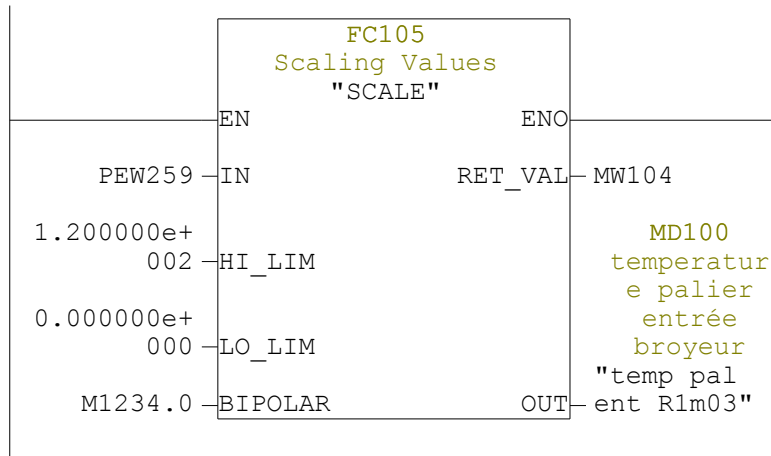 FC105
Scaling Values
"SCALE"
EN ENO
PEW259 IN RET_VAL MW104
1.200000e+
002 HI_LIM
MD100
temperatur
e palier
entrée
broyeur
0.000000e+
000 LO_LIM
"temp pal
ent R1m03"
M1234.0 BIPOLAR OUT